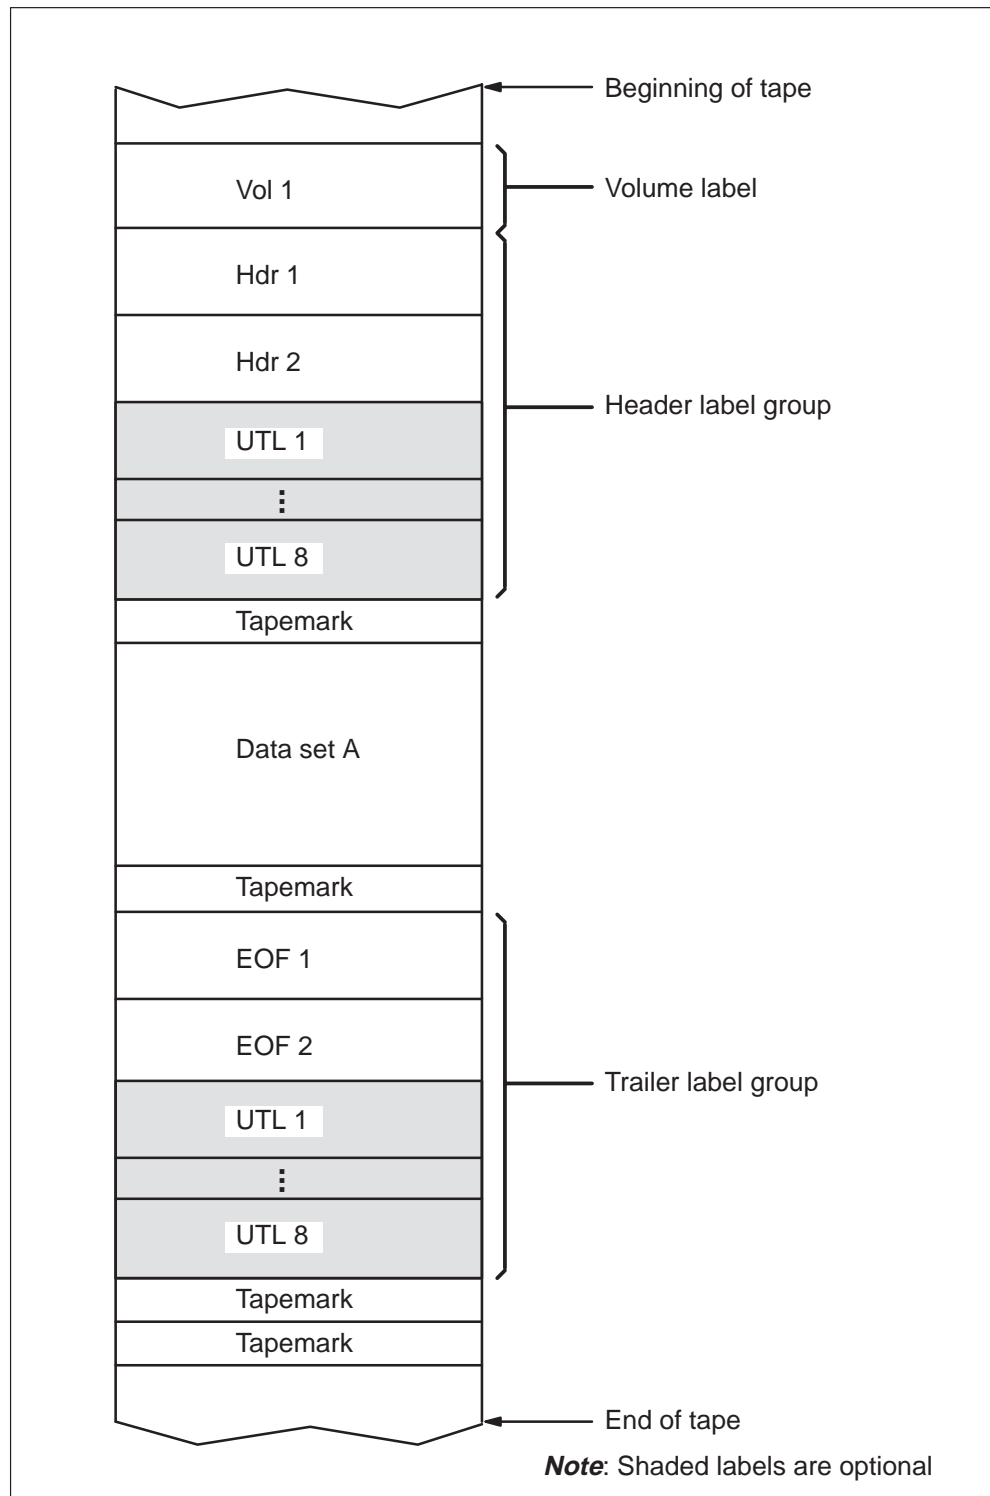 Beginning of tape
Vol 1
Volume label
Hdr 1
Hdr 2
Header label group
UTL 1
⋮
UTL 8
Tapemark
Data set A
Tapemark
EOF 1
EOF 2
Trailer label group
UTL 1
⋮
UTL 8
Tapemark
Tapemark
End of tape
Note: Shaded labels are optional